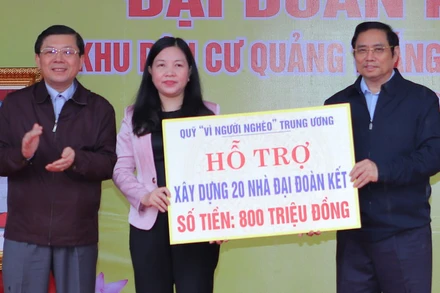 ĐẠI ĐOÀN
KHU DÂN CƯ QUẢNG
QUỸ "VÌ NGƯỜI NGHÈO" TRUNG ƯƠNG
HỖ TRỢ
XÂY DỰNG 20 NHÀ ĐẠI ĐOÀN KẾT
SỐ TIỀN: 800 TRIỆU ĐỒNG